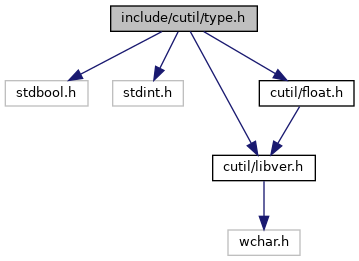 include/cutil/type.h
stdbool.h
stdint.h
cutil/float.h
cutil/libver.h
wchar.h